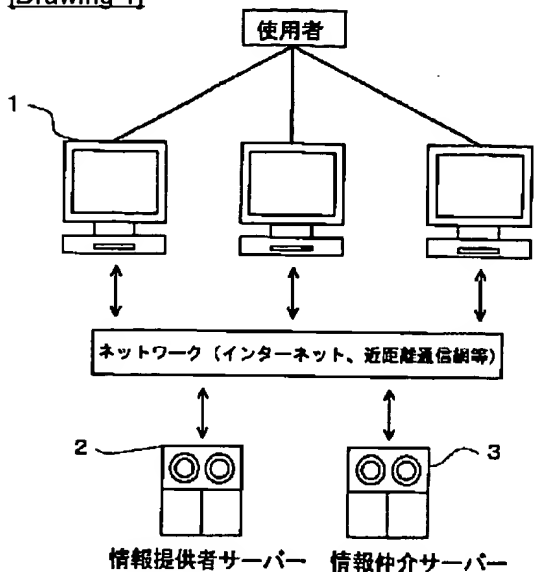 [Drawing 1]
使用者
1
ネットワーク（インターネット、近距離通信網等）
2
3
情報提供者サーバー 情報仲介サーバー